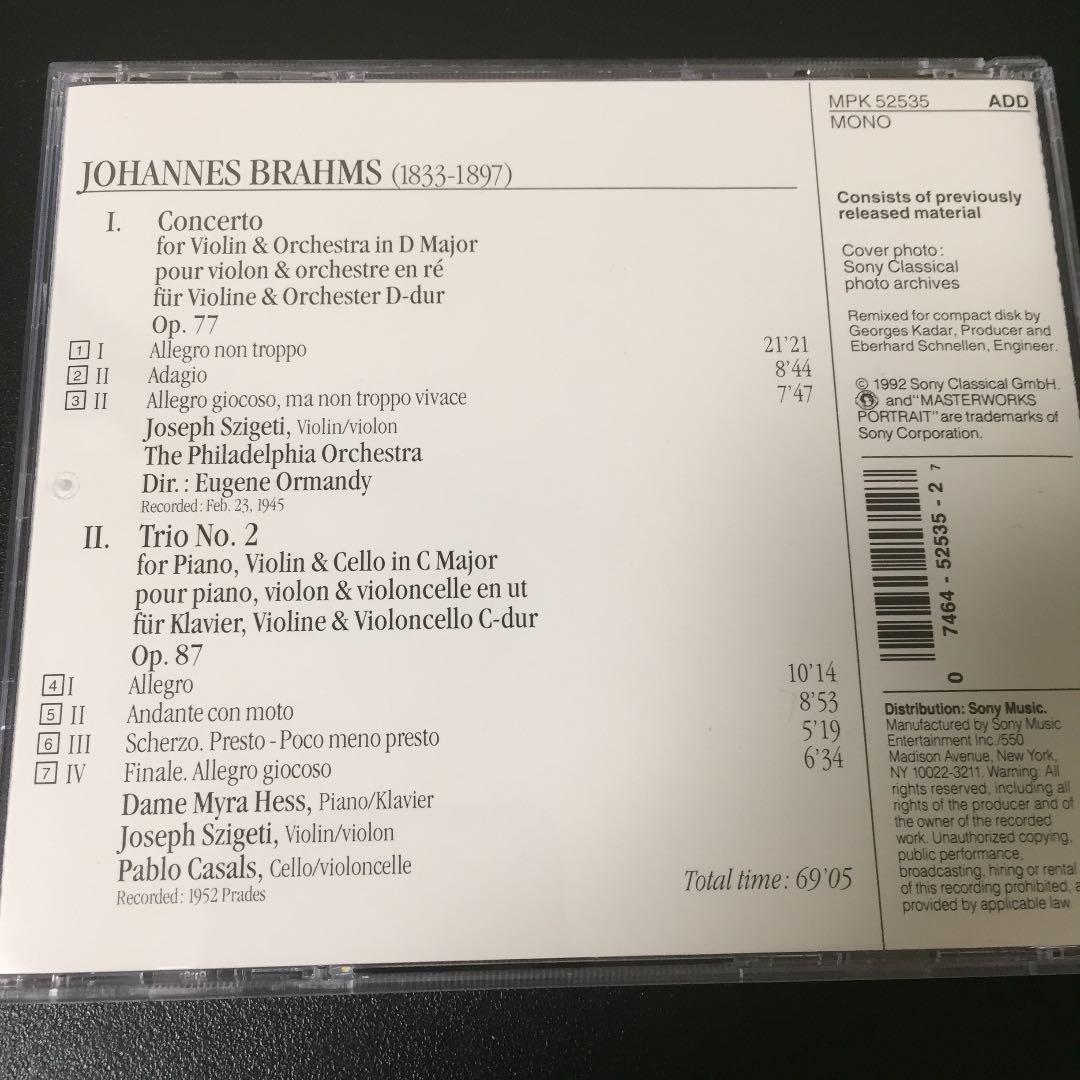 JOHANNES BRAHMS (1833-1897)
I. Concerto
for Violin & Orchestra in D Major
pour violon & orchestre en ré
für Violine & Orchester D-dur
Op. 77
1 I Allegro non troppo 21'21
2 II Adagio 8'44
3 II Allegro giocoso, ma non troppo vivace 7'47
Joseph Szigeti, Violin/violon
The Philadelphia Orchestra
Dir.: Eugene Ormandy
Recorded: Feb. 23, 1945
II. Trio No. 2
for Piano, Violin & Cello in C Major
pour piano, violon & violoncelle en ut
für Klavier, Violine & Violoncello C-dur
Op. 87
4 I Allegro 10'14
5 II Andante con moto 8'53
6 III Scherzo. Presto - Poco meno presto 5'19
7 IV Finale. Allegro giocoso 6'34
Dame Myra Hess, Piano/Klavier
Joseph Szigeti, Violin/violon
Pablo Casals, Cello/violoncelle
Recorded: 1952 Prades
Total time: 69'05
MPK 52535 ADD
MONO
Consists of previously
released material
Cover photo:
Sony Classical
photo archives
Remixed for compact disk by
Georges Kadar, Producer and
Eberhard Schnellen, Engineer.
© 1992 Sony Classical GmbH.
and "MASTERWORKS
PORTRAIT" are trademarks of
Sony Corporation.
0 7464-52535-2 7
Distribution: Sony Music.
Manufactured by Sony Music
Entertainment Inc./550
Madison Avenue, New York,
NY 10022-3211. Warning: All
rights reserved, including all
rights of the producer and of
the owner of the recorded
work. Unauthorized copying,
public performance,
broadcasting, hiring or rental
of this recording prohibited, a
provided by applicable law.